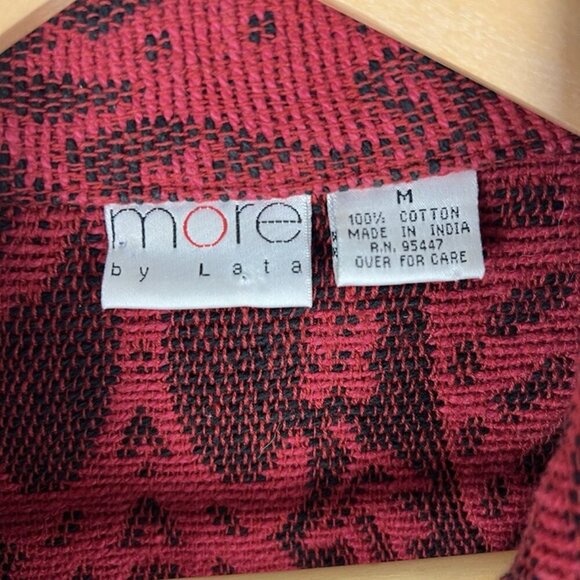 more
by Lata
M
100% COTTON
MADE IN INDIA
R.N. 95447
OVER FOR CARE